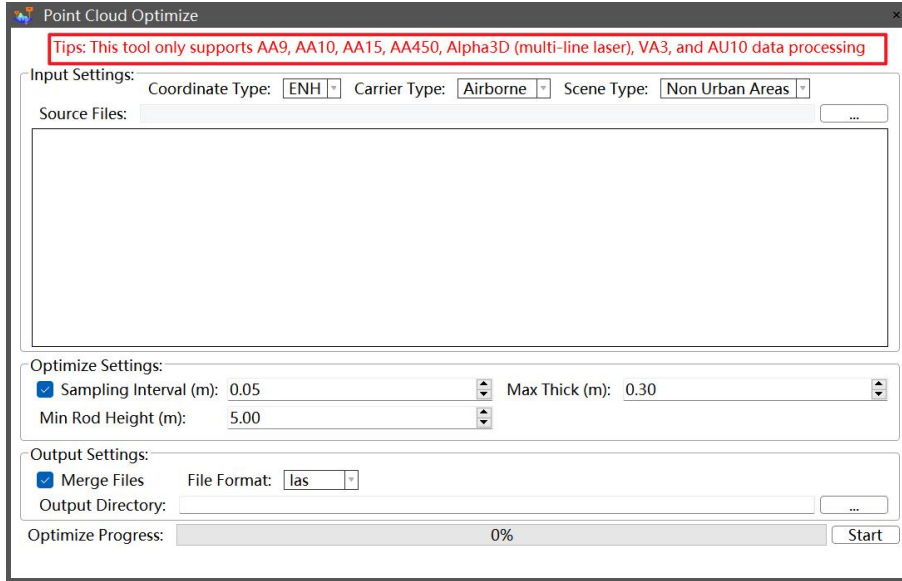 Point Cloud Optimize
Tips: This tool only supports AA9, AA10, AA15, AA450, Alpha3D (multi-line laser), VA3, and AU10 data processing
Input Settings:
Coordinate Type: ENH Carrier Type: Airborne Scene Type: Non Urban Areas
Source Files: ...
Optimize Settings:
Sampling Interval (m): 0.05 Max Thick (m): 0.30
Min Rod Height (m): 5.00
Output Settings:
Merge Files File Format: las
Output Directory: ...
Optimize Progress: 0% Start